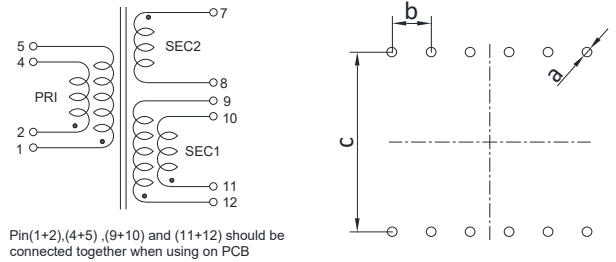 7
5
SEC2
4
8
PRI
9
10
2
SEC1
1
11
12
Pin(1+2),(4+5) ,(9+10) and (11+12) should be
connected together when using on PCB
b
a
c